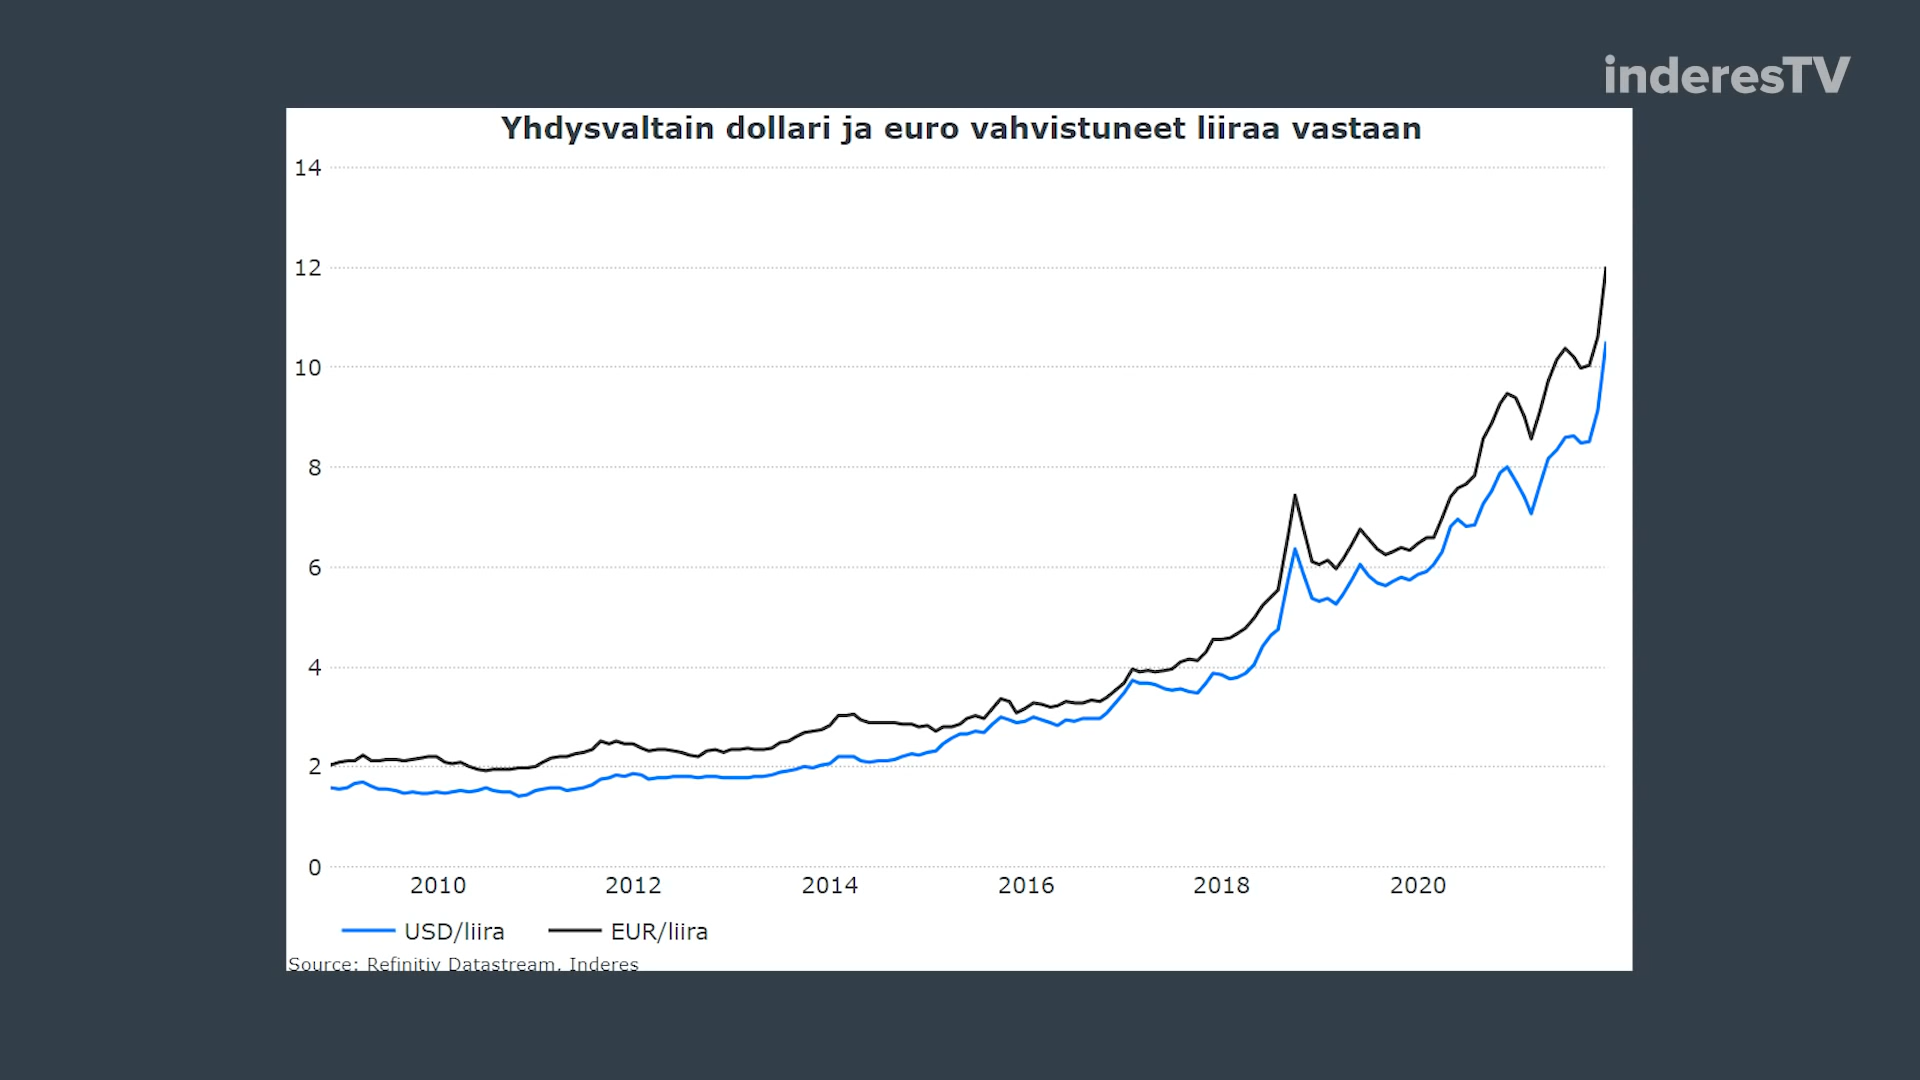 inderesTV
Yhdysvaltain dollari ja euro vahvistuneet liiraa vastaan
14
12
10
8
6
4
2
0
2010 2012 2014 2016 2018 2020
USD/liira EUR/liira
Source: Refinitiv Datastream, Inderes